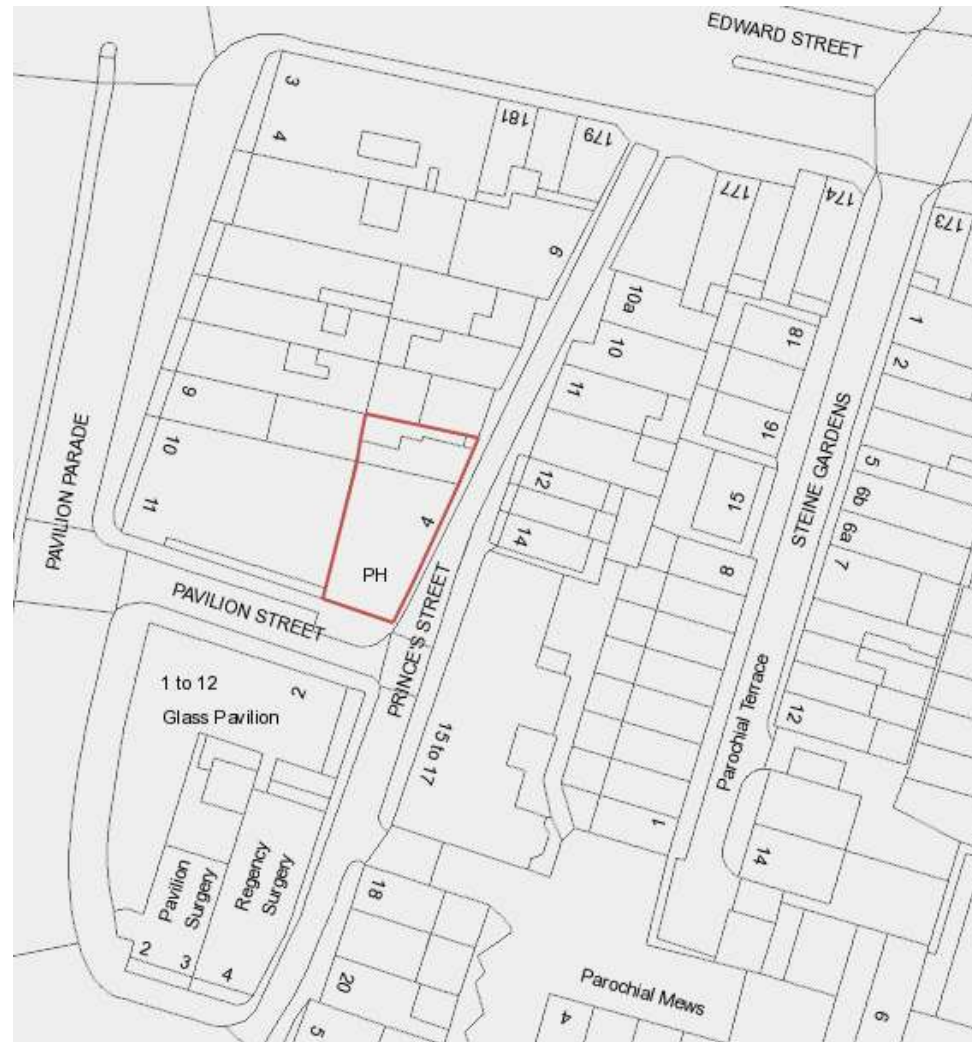 EDWARD STREET
3
4
181
179
177
174
173
6
10a
10
11
18
16
1
2
9
10
11
12
14
15
5
6b
6a
7
STEINE GARDENS
PAVILION PARADE
4
PH
PAVILION STREET
PRINCE'S STREET
8
1 to 12
Glass Pavilion
2
15 to 17
Parochial Terrace
12
1
14
Pavilion
Surgery
Regency
Surgery
2
3
4
18
20
5
Parochial Mews
4
6